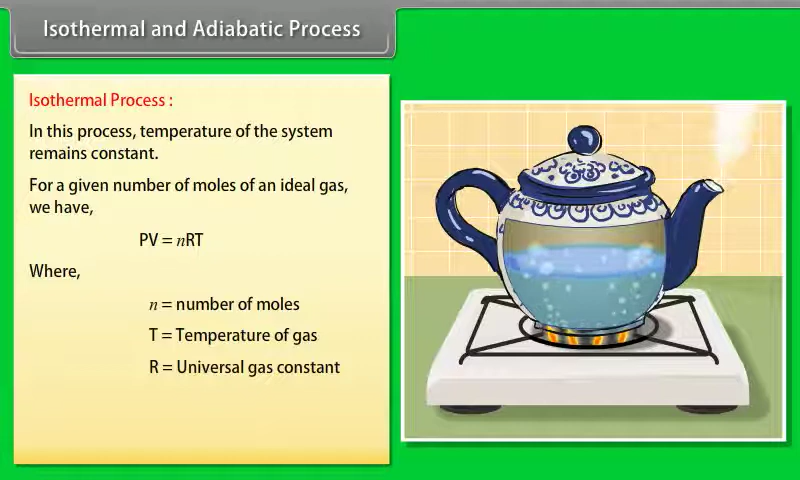 Isothermal and Adiabatic Process
Isothermal Process :
In this process, temperature of the system
remains constant.
For a given number of moles of an ideal gas,
we have,
PV = nRT
Where,
n = number of moles
T = Temperature of gas
R = Universal gas constant